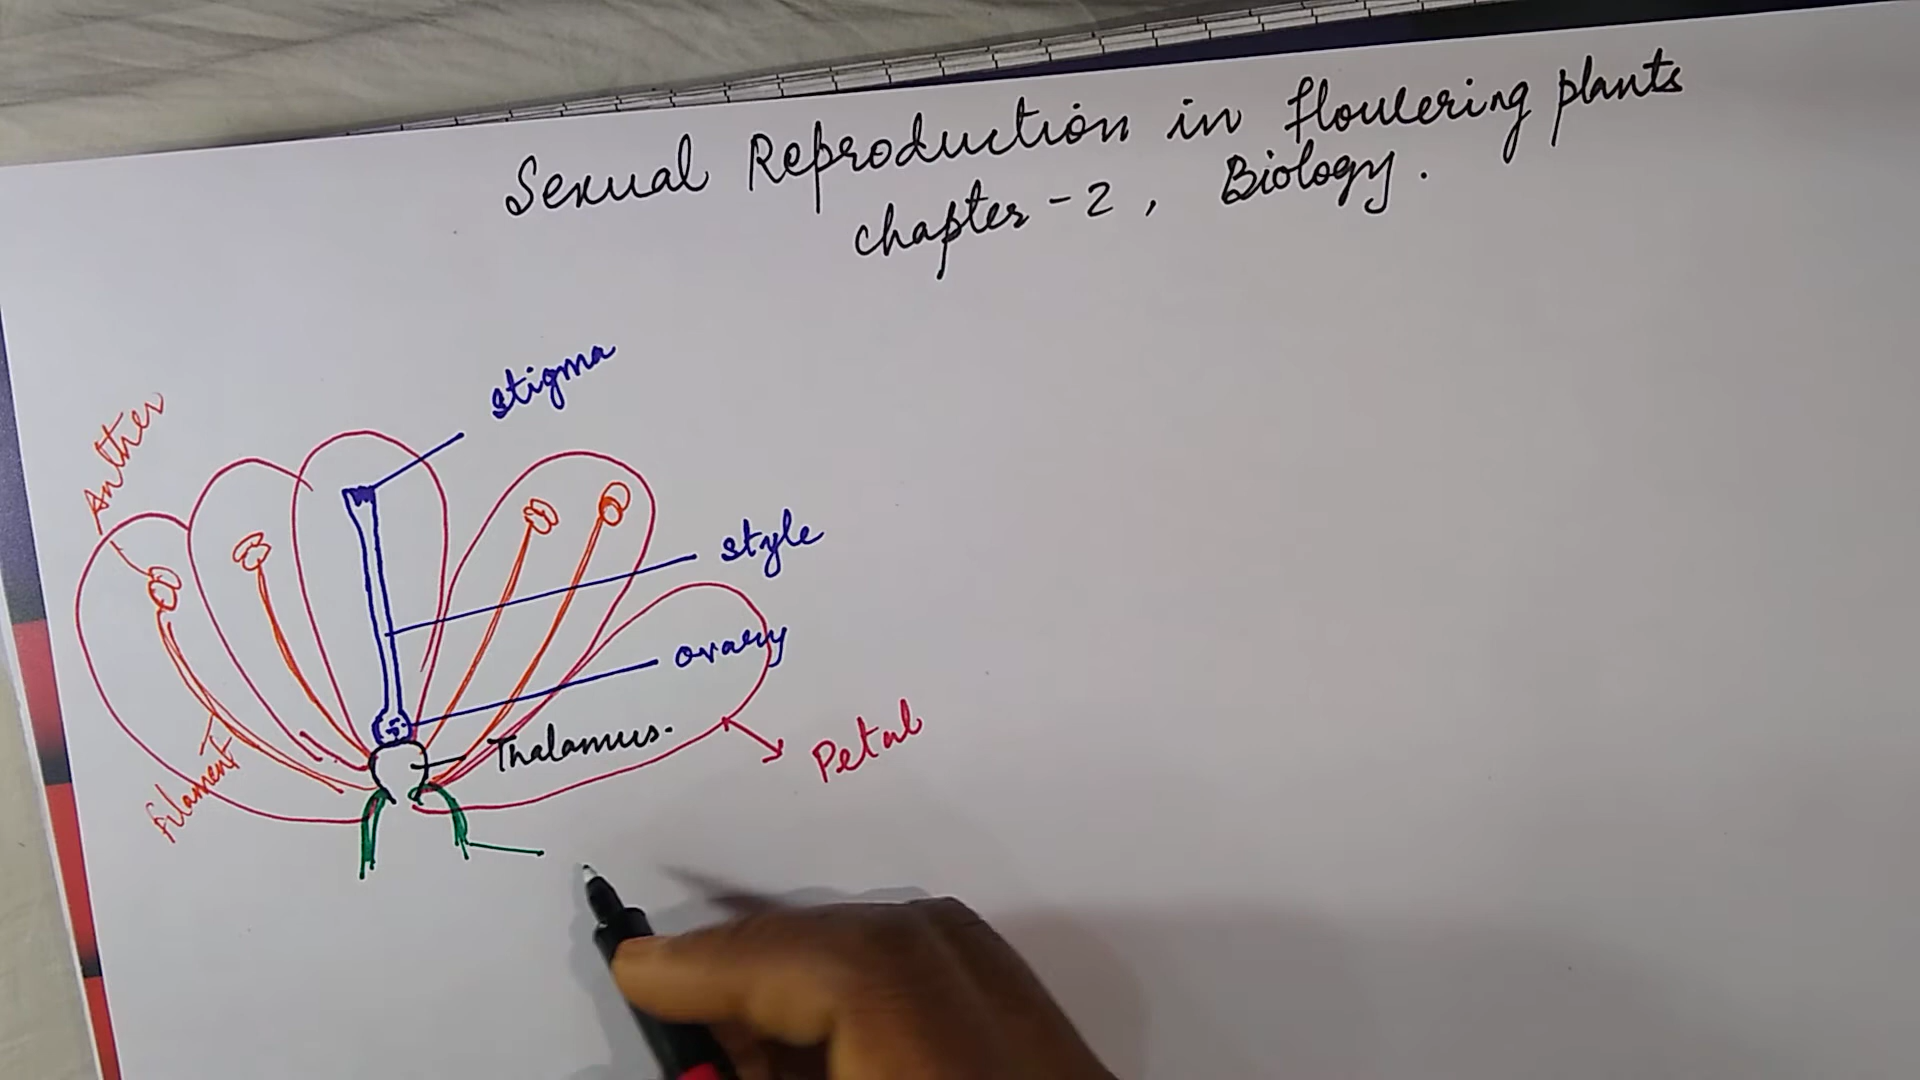 Sexual Reproduction in flowering plants
chapter-2, Biology.
stigma
Anther
style
ovary
Thalamus.
Petal
Filament